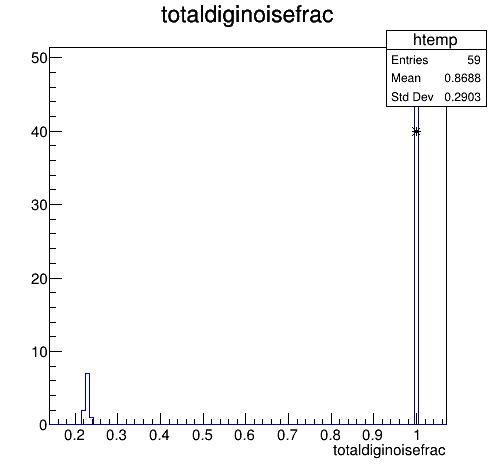 totaldiginoisefrac
htemp
Entries 59
Mean 0.8688
Std Dev 0.2903
50
40
30
20
10
0
0.2 0.3 0.4 0.5 0.6 0.7 0.8 0.9 1
totaldiginoisefrac